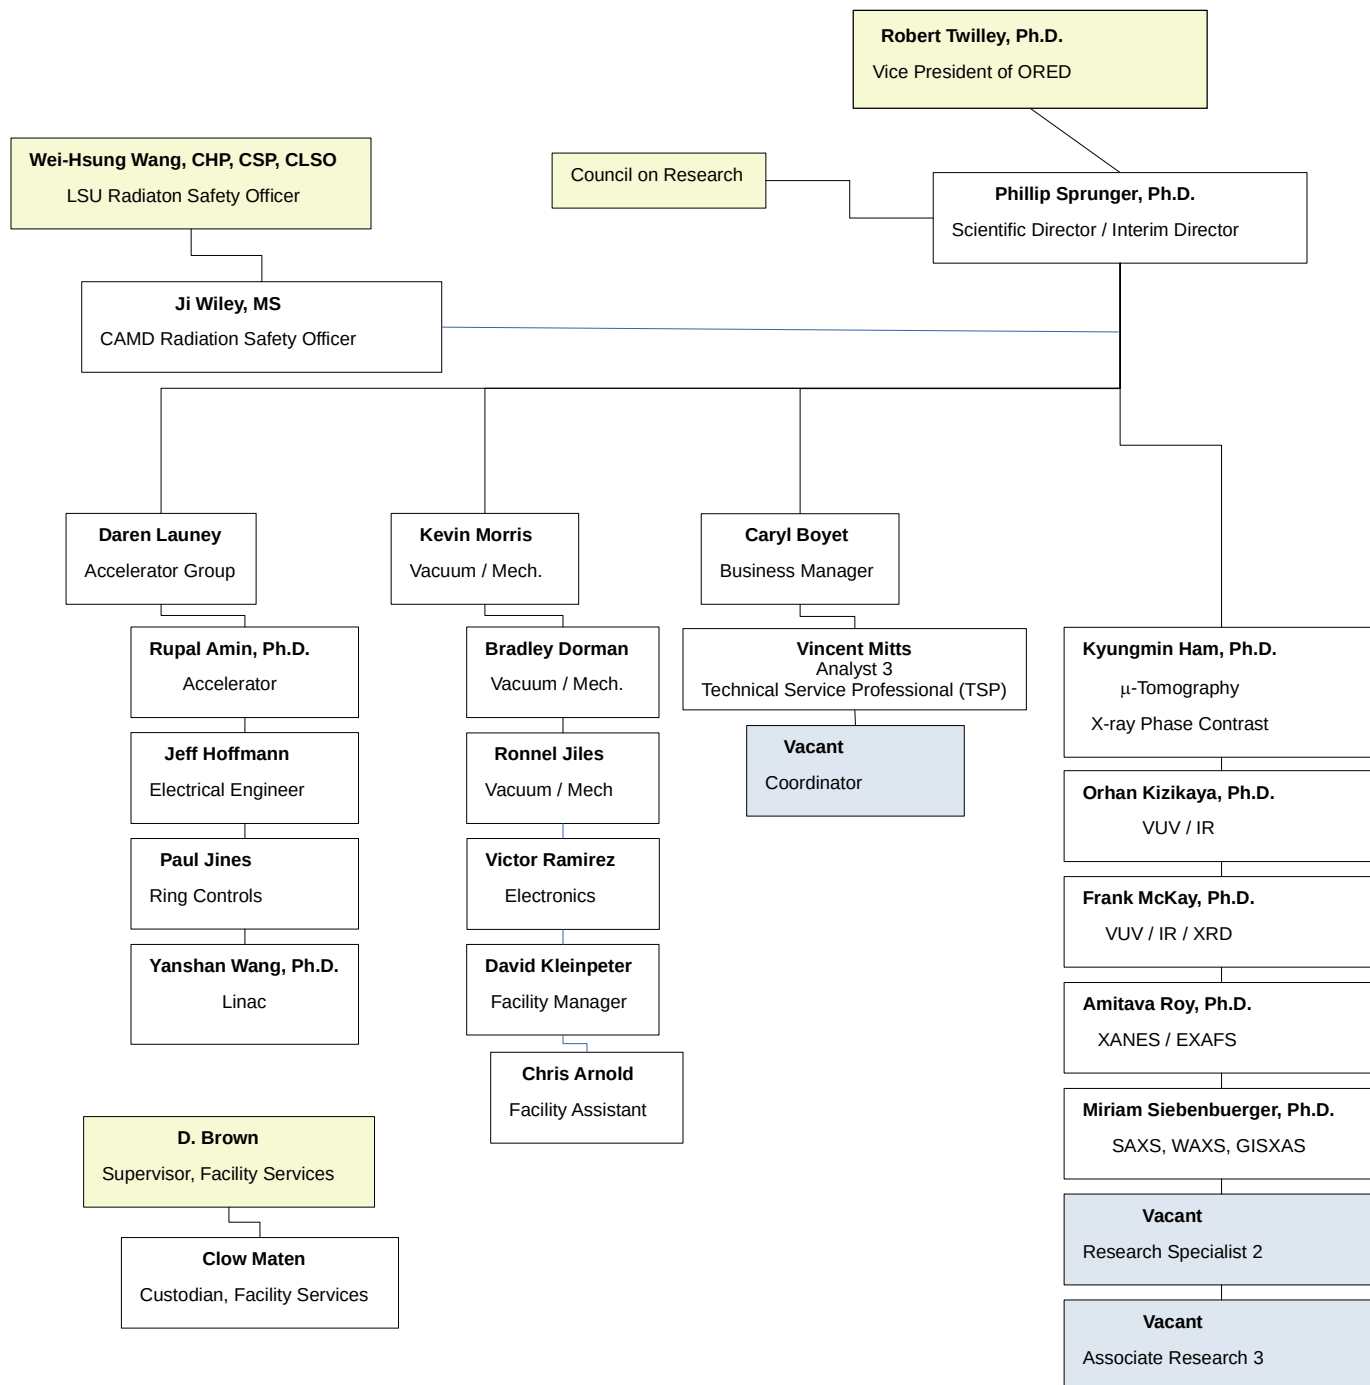 Robert Twilley, Ph.D.
Vice President of ORED
Wei-Hsung Wang, CHP, CSP, CLSO
LSU Radiaton Safety Officer
Council on Research
Phillip Sprunger, Ph.D.
Scientific Director / Interim Director
Ji Wiley, MS
CAMD Radiation Safety Officer
Daren Launey
Accelerator Group
Rupal Amin, Ph.D.
Accelerator
Jeff Hoffmann
Electrical Engineer
Paul Jines
Ring Controls
Yanshan Wang, Ph.D.
Linac
Kevin Morris
Vacuum / Mech.
Bradley Dorman
Vacuum / Mech.
Ronnel Jiles
Vacuum / Mech
Victor Ramirez
Electronics
David Kleinpeter
Facility Manager
Chris Arnold
Facility Assistant
Caryl Boyet
Business Manager
Vincent Mitts
Analyst 3
Technical Service Professional (TSP)
Vacant
Coordinator
Kyungmin Ham, Ph.D.
μ-Tomography
X-ray Phase Contrast
Orhan Kizikaya, Ph.D.
VUV / IR
Frank McKay, Ph.D.
VUV / IR / XRD
Amitava Roy, Ph.D.
XANES / EXAFS
Miriam Siebenbuerger, Ph.D.
SAXS, WAXS, GISXAS
Vacant
Research Specialist 2
Vacant
Associate Research 3
D. Brown
Supervisor, Facility Services
Clow Maten
Custodian, Facility Services